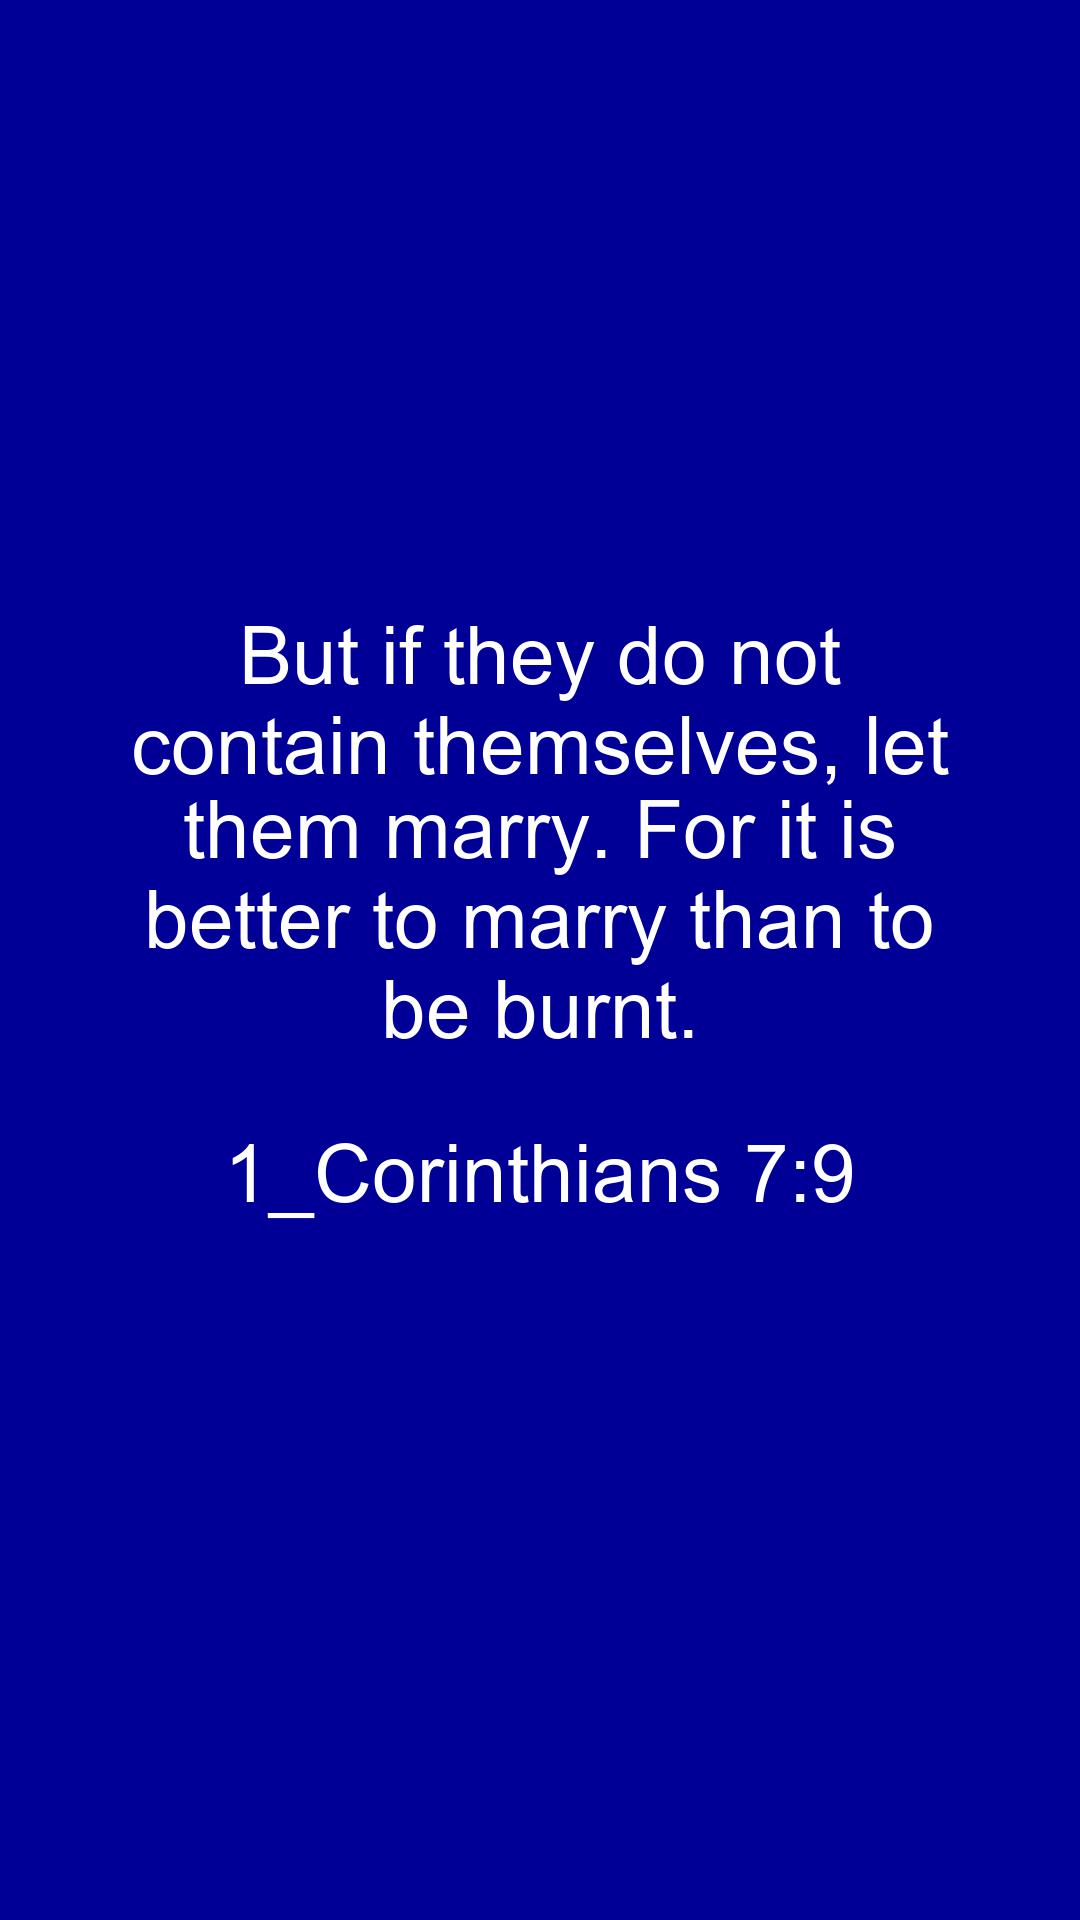 But if they do not
contain themselves, let
them marry. For it is
better to marry than to
be burnt.
1_Corinthians 7:9